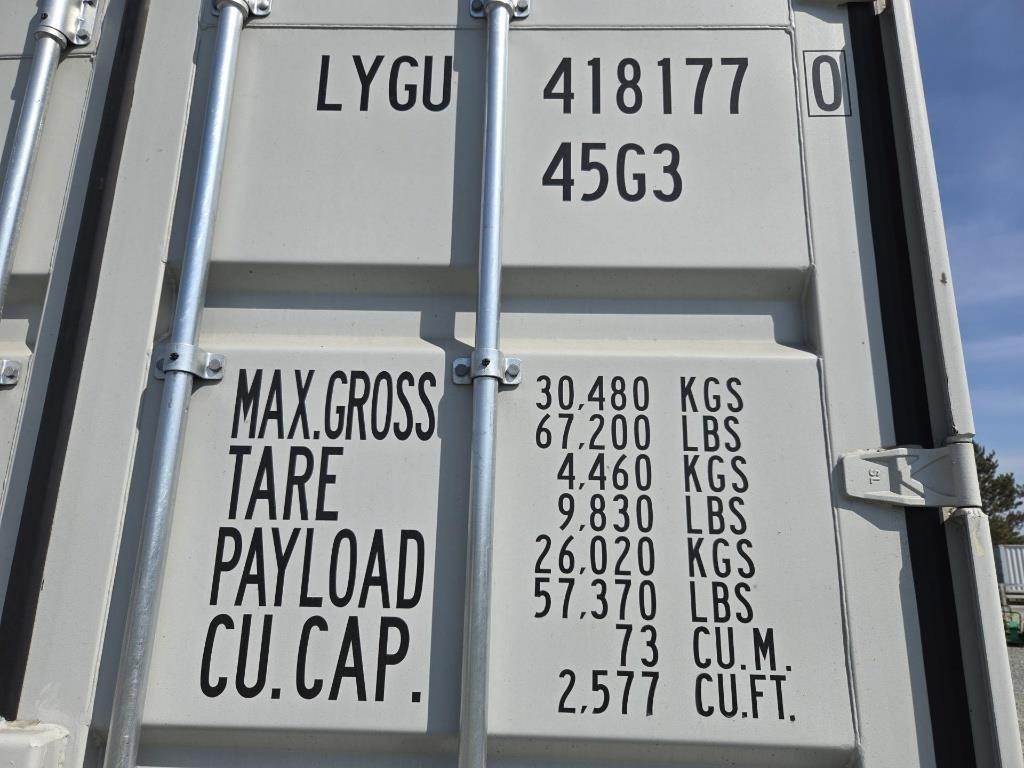 LYGU 418177 0
45G3
MAX.GROSS 30,480 KGS
67,200 LBS
TARE 4,460 KGS
9,830 LBS
PAYLOAD 26,020 KGS
57,370 LBS
CU.CAP. 73 CU.M.
2,577 CU.FT.